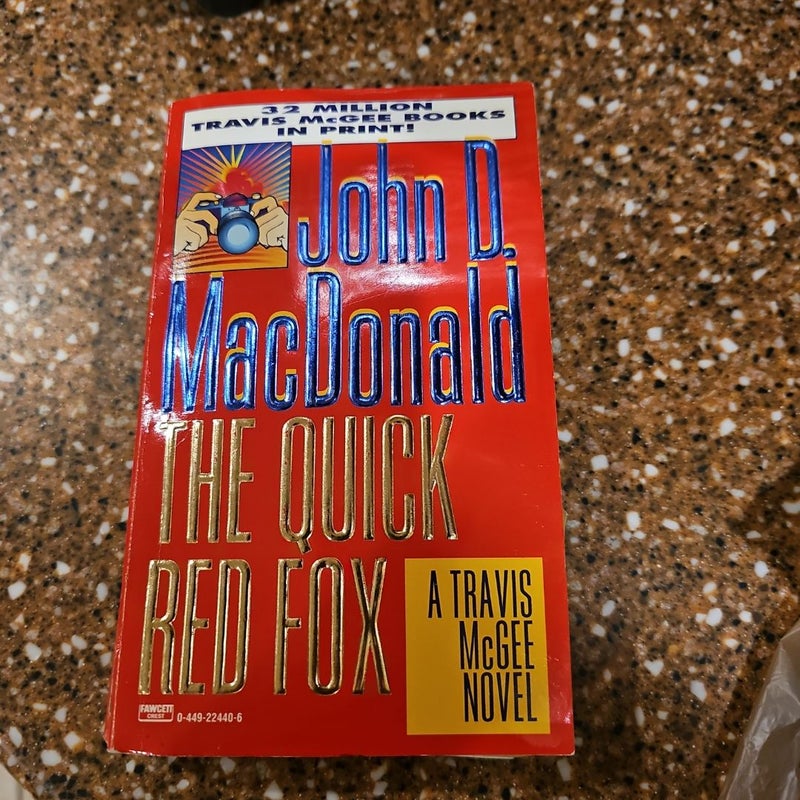 32 MILLION
TRAVIS McGEE BOOKS
IN PRINT!
John D.
MacDonald
THE QUICK
RED FOX
A TRAVIS
McGEE
NOVEL
FAWCETT
CREST
0-449-22440-6